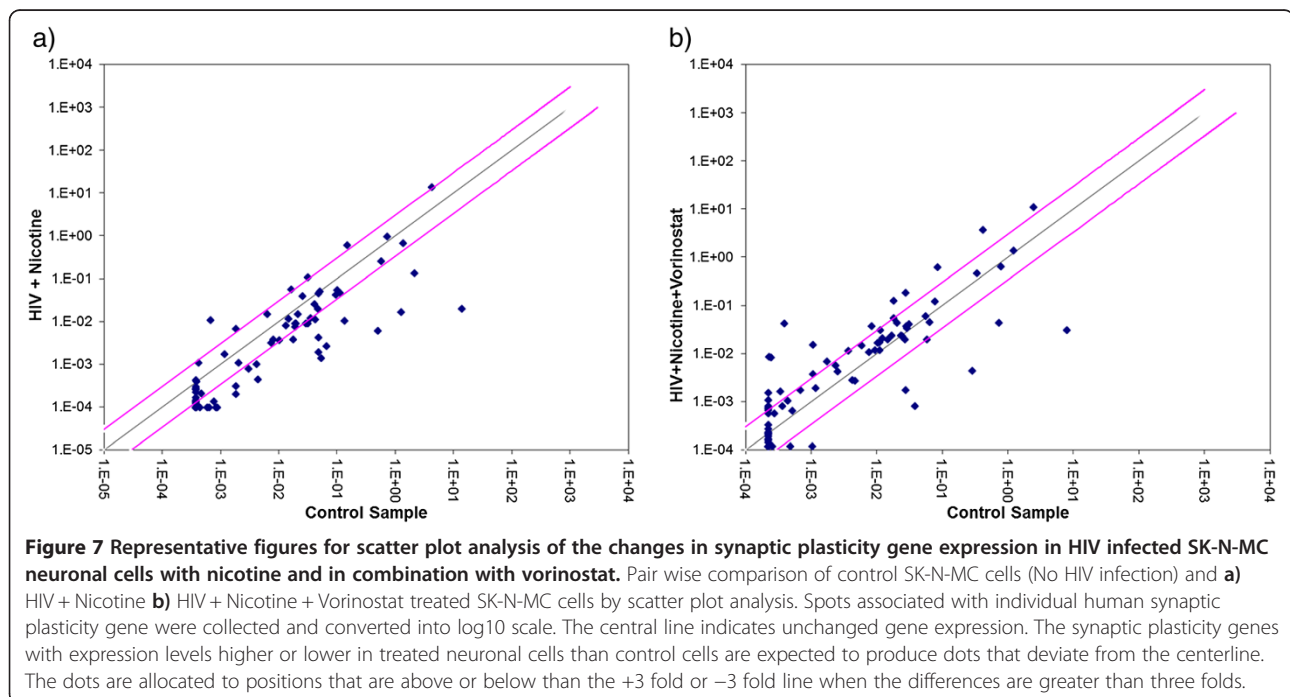 a)
b)
1.E+04
1.E+03
1.E+02
1.E+01
1.E+00
1.E-01
1.E-02
1.E-03
1.E-04
1.E-05
HIV + Nicotine
1.E-05
1.E-04
1.E-03
1.E-02
1.E-01
1.E+00
1.E+01
1.E+02
1.E+03
1.E+04
Control Sample
1.E+04
1.E+03
1.E+02
1.E+01
1.E+00
1.E-01
1.E-02
1.E-03
1.E-04
HIV+Nicotine+Vorinostat
1.E-04
1.E-03
1.E-02
1.E-01
1.E+00
1.E+01
1.E+02
1.E+03
1.E+04
Control Sample
Figure 7 Representative figures for scatter plot analysis of the changes in synaptic plasticity gene expression in HIV infected SK-N-MC
neuronal cells with nicotine and in combination with vorinostat. Pair wise comparison of control SK-N-MC cells (No HIV infection) and a)
HIV + Nicotine b) HIV + Nicotine + Vorinostat treated SK-N-MC cells by scatter plot analysis. Spots associated with individual human synaptic
plasticity gene were collected and converted into log10 scale. The central line indicates unchanged gene expression. The synaptic plasticity genes
with expression levels higher or lower in treated neuronal cells than control cells are expected to produce dots that deviate from the centerline.
The dots are allocated to positions that are above or below than the +3 fold or −3 fold line when the differences are greater than three folds.